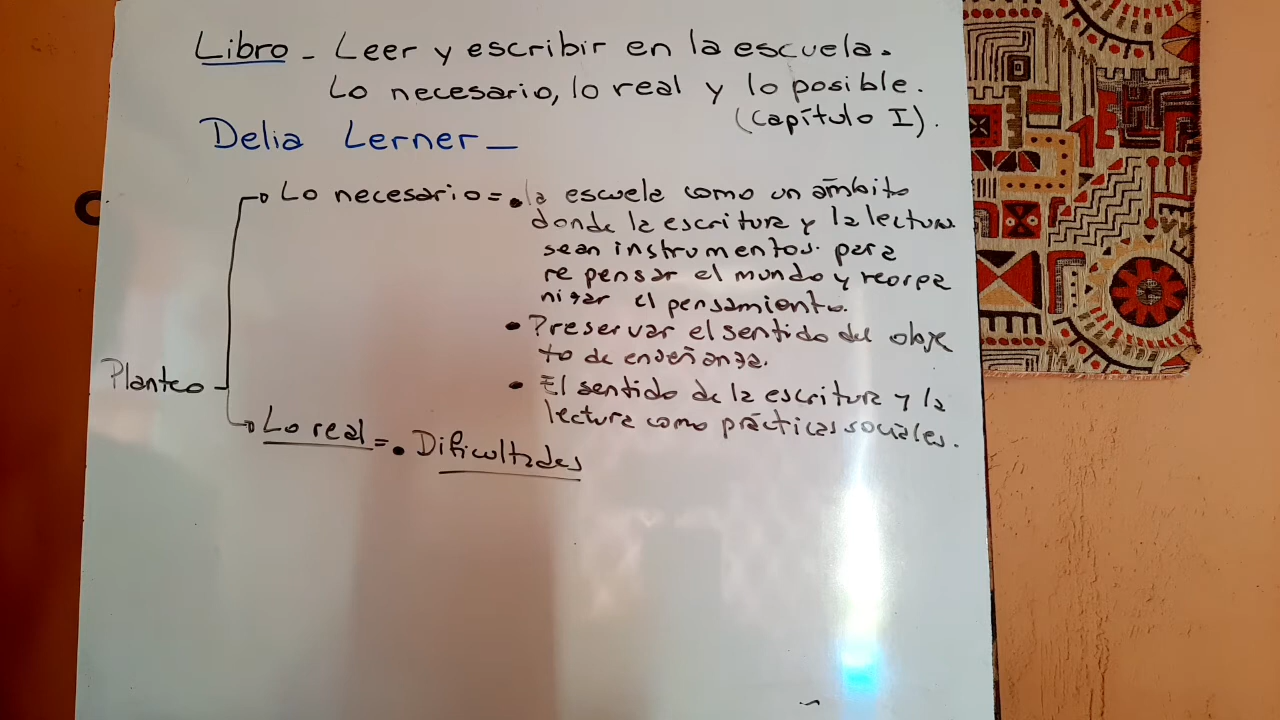 Libro - Leer y escribir en la escuela.
Lo necesario, lo real y lo posible.
(Capítulo I).
Delia Lerner -
Lo necesario = • la escuela como un ámbito
donde la escritura y la lectura
sean instrumentos para
repensar el mundo y reorga
nizar el pensamiento.
• Preservar el sentido del obje
to de enseñanza.
• El sentido de la escritura y la
lectura como prácticas sociales.
Planteo
Lo real = • Dificultades